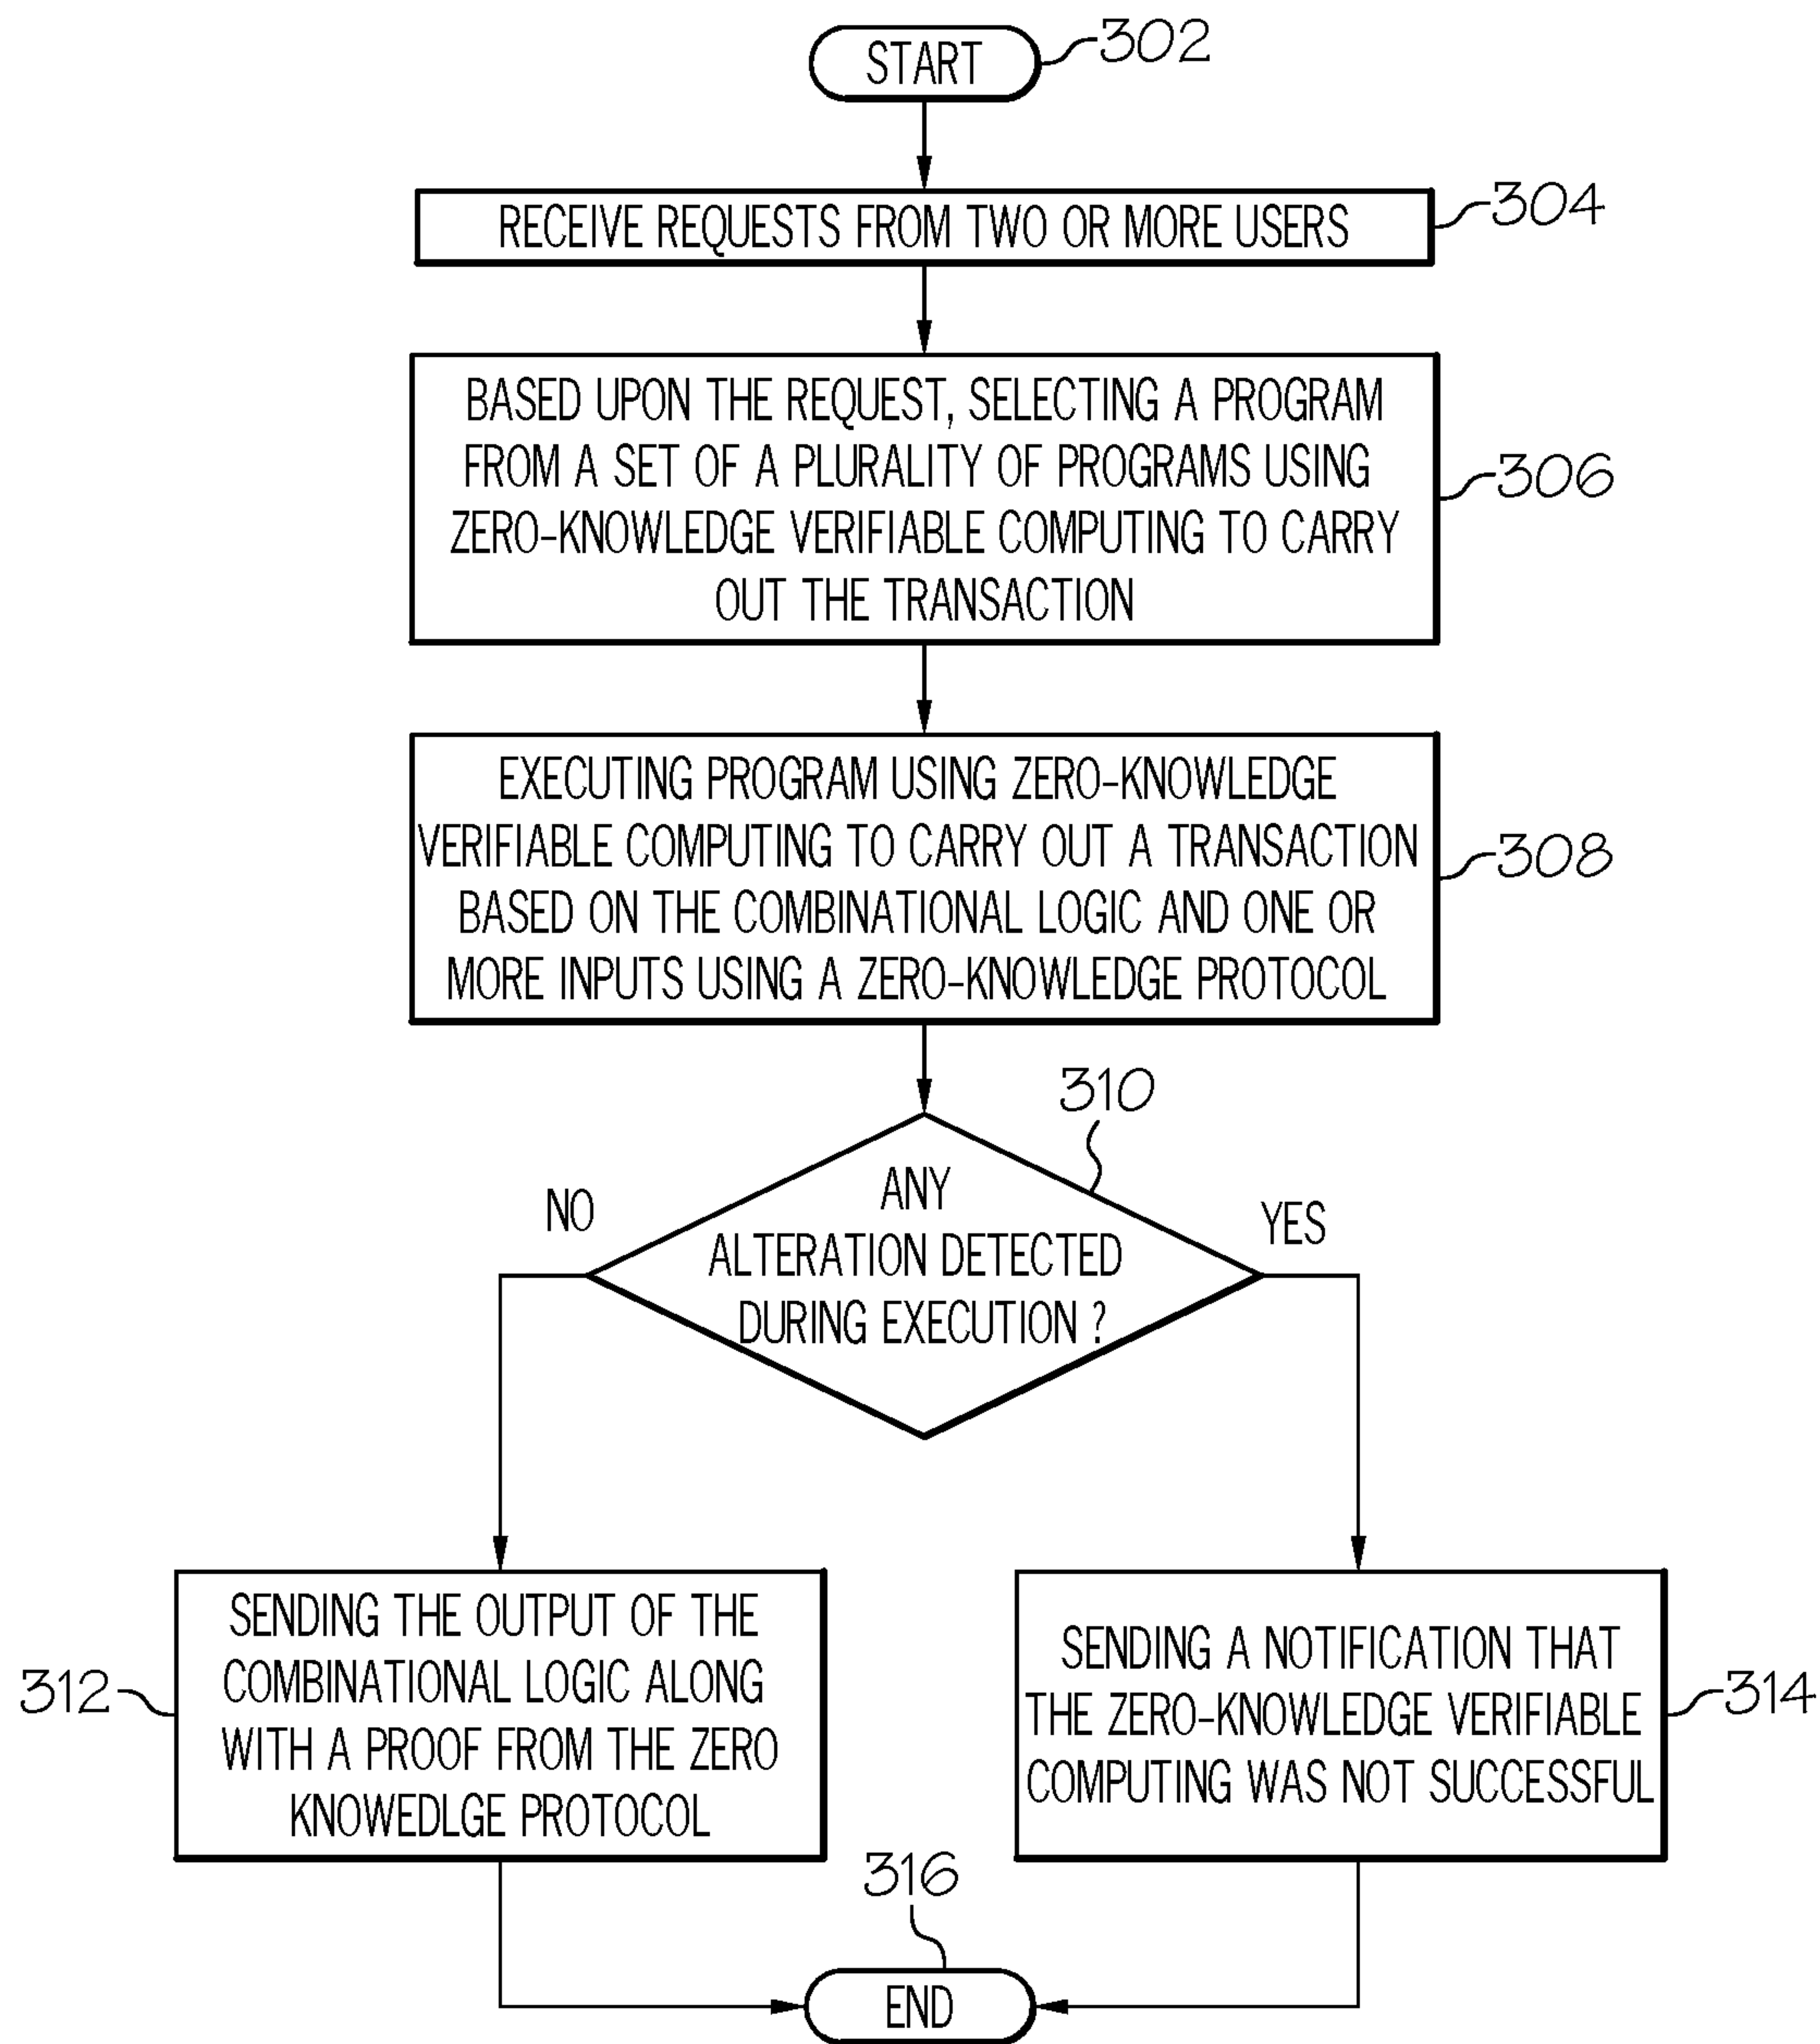 START
302
RECEIVE REQUESTS FROM TWO OR MORE USERS
304
BASED UPON THE REQUEST, SELECTING A PROGRAM
FROM A SET OF A PLURALITY OF PROGRAMS USING
ZERO-KNOWLEDGE VERIFIABLE COMPUTING TO CARRY
OUT THE TRANSACTION
306
EXECUTING PROGRAM USING ZERO-KNOWLEDGE
VERIFIABLE COMPUTING TO CARRY OUT A TRANSACTION
BASED ON THE COMBINATIONAL LOGIC AND ONE OR
MORE INPUTS USING A ZERO-KNOWLEDGE PROTOCOL
308
310
ANY
ALTERATION DETECTED
DURING EXECUTION ?
NO
YES
SENDING THE OUTPUT OF THE
COMBINATIONAL LOGIC ALONG
WITH A PROOF FROM THE ZERO
KNOWEDLGE PROTOCOL
312
SENDING A NOTIFICATION THAT
THE ZERO-KNOWLEDGE VERIFIABLE
COMPUTING WAS NOT SUCCESSFUL
314
316
END